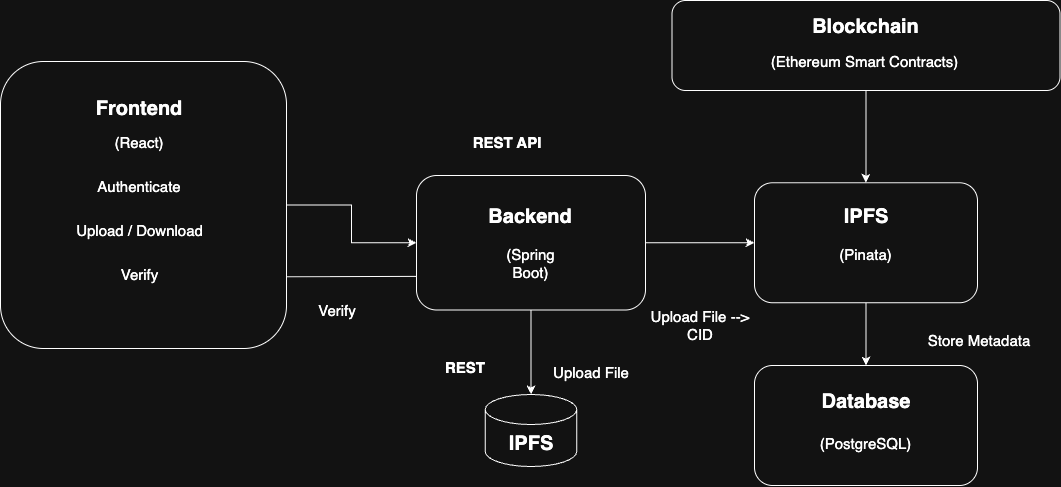 Blockchain
(Ethereum Smart Contracts)
Frontend
(React)
Authenticate
Upload / Download
Verify
REST API
Backend
(Spring
Boot)
IPFS
(Pinata)
Verify
Upload File -->
CID
REST
Upload File
IPFS
Store Metadata
Database
(PostgreSQL)